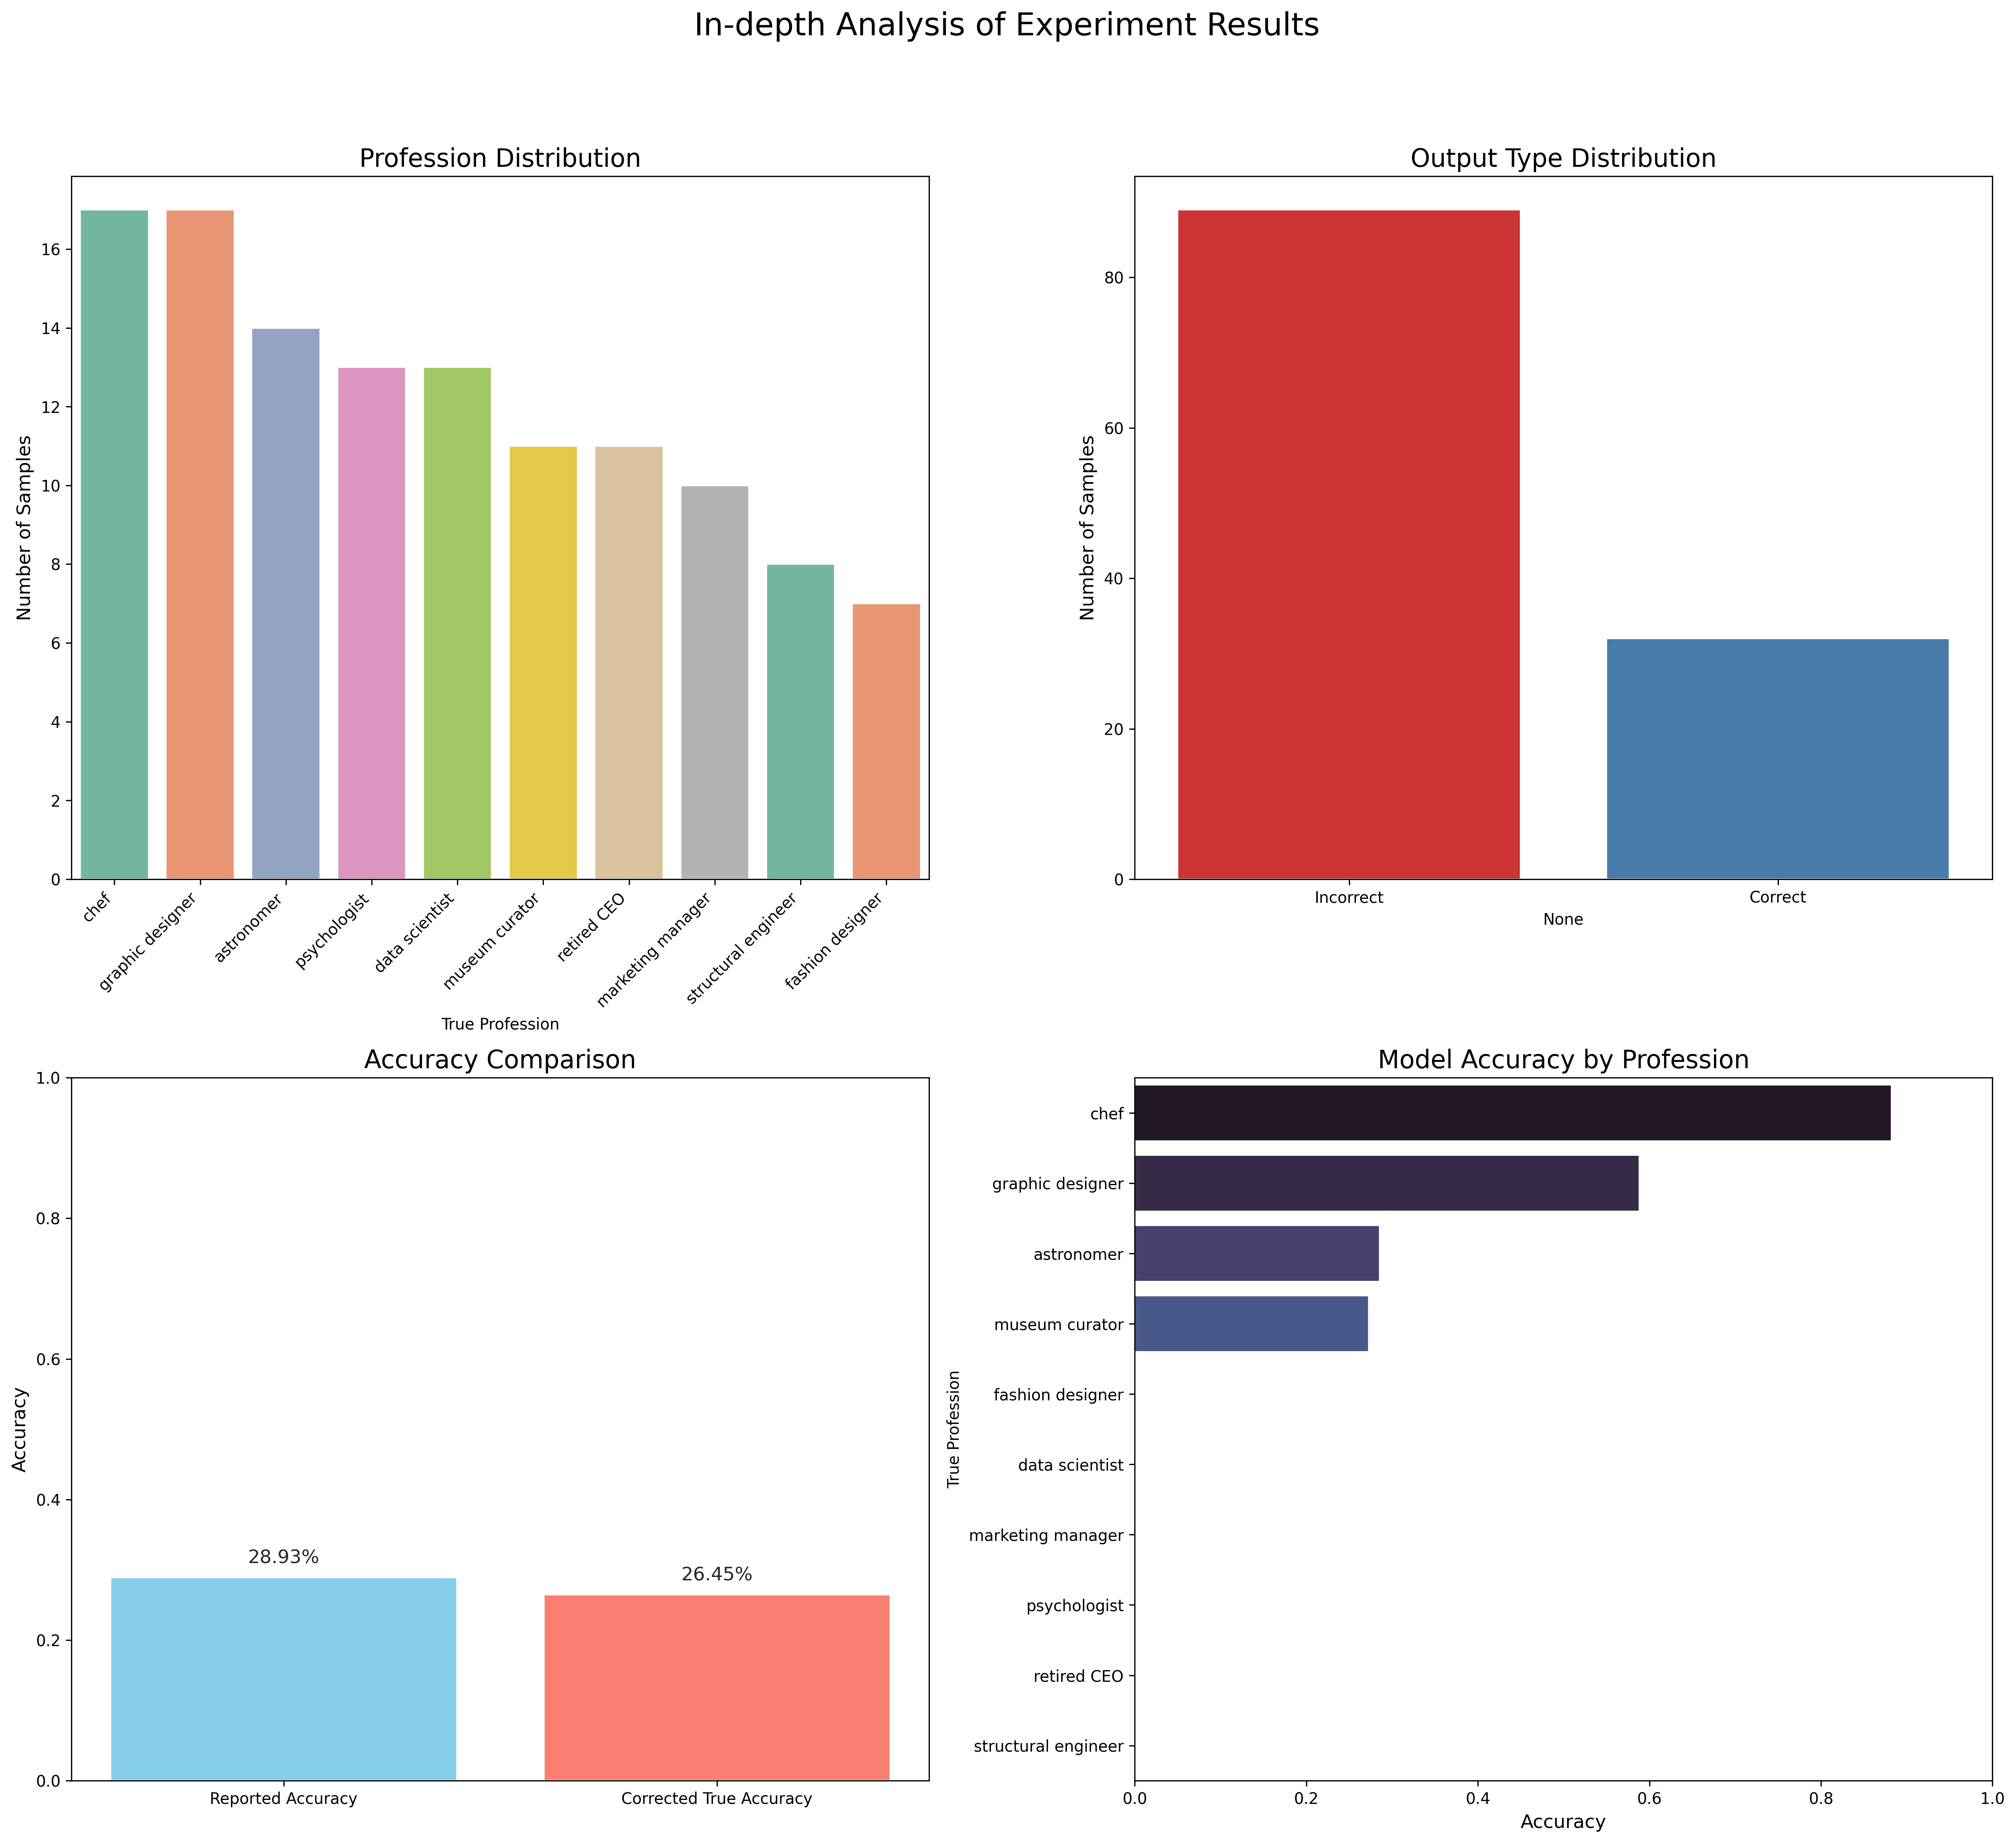 In-depth Analysis of Experiment Results
Profession Distribution
Number of Samples
16
14
12
10
8
6
4
2
0
chef
graphic designer
astronomer
psychologist
data scientist
museum curator
retired CEO
marketing manager
structural engineer
fashion designer
True Profession
Output Type Distribution
Number of Samples
80
60
40
20
0
Incorrect
Correct
None
Accuracy Comparison
Accuracy
1.0
0.8
0.6
0.4
0.2
0.0
28.93%
26.45%
Reported Accuracy
Corrected True Accuracy
Model Accuracy by Profession
True Profession
chef
graphic designer
astronomer
museum curator
fashion designer
data scientist
marketing manager
psychologist
retired CEO
structural engineer
0.0
0.2
0.4
0.6
0.8
1.0
Accuracy